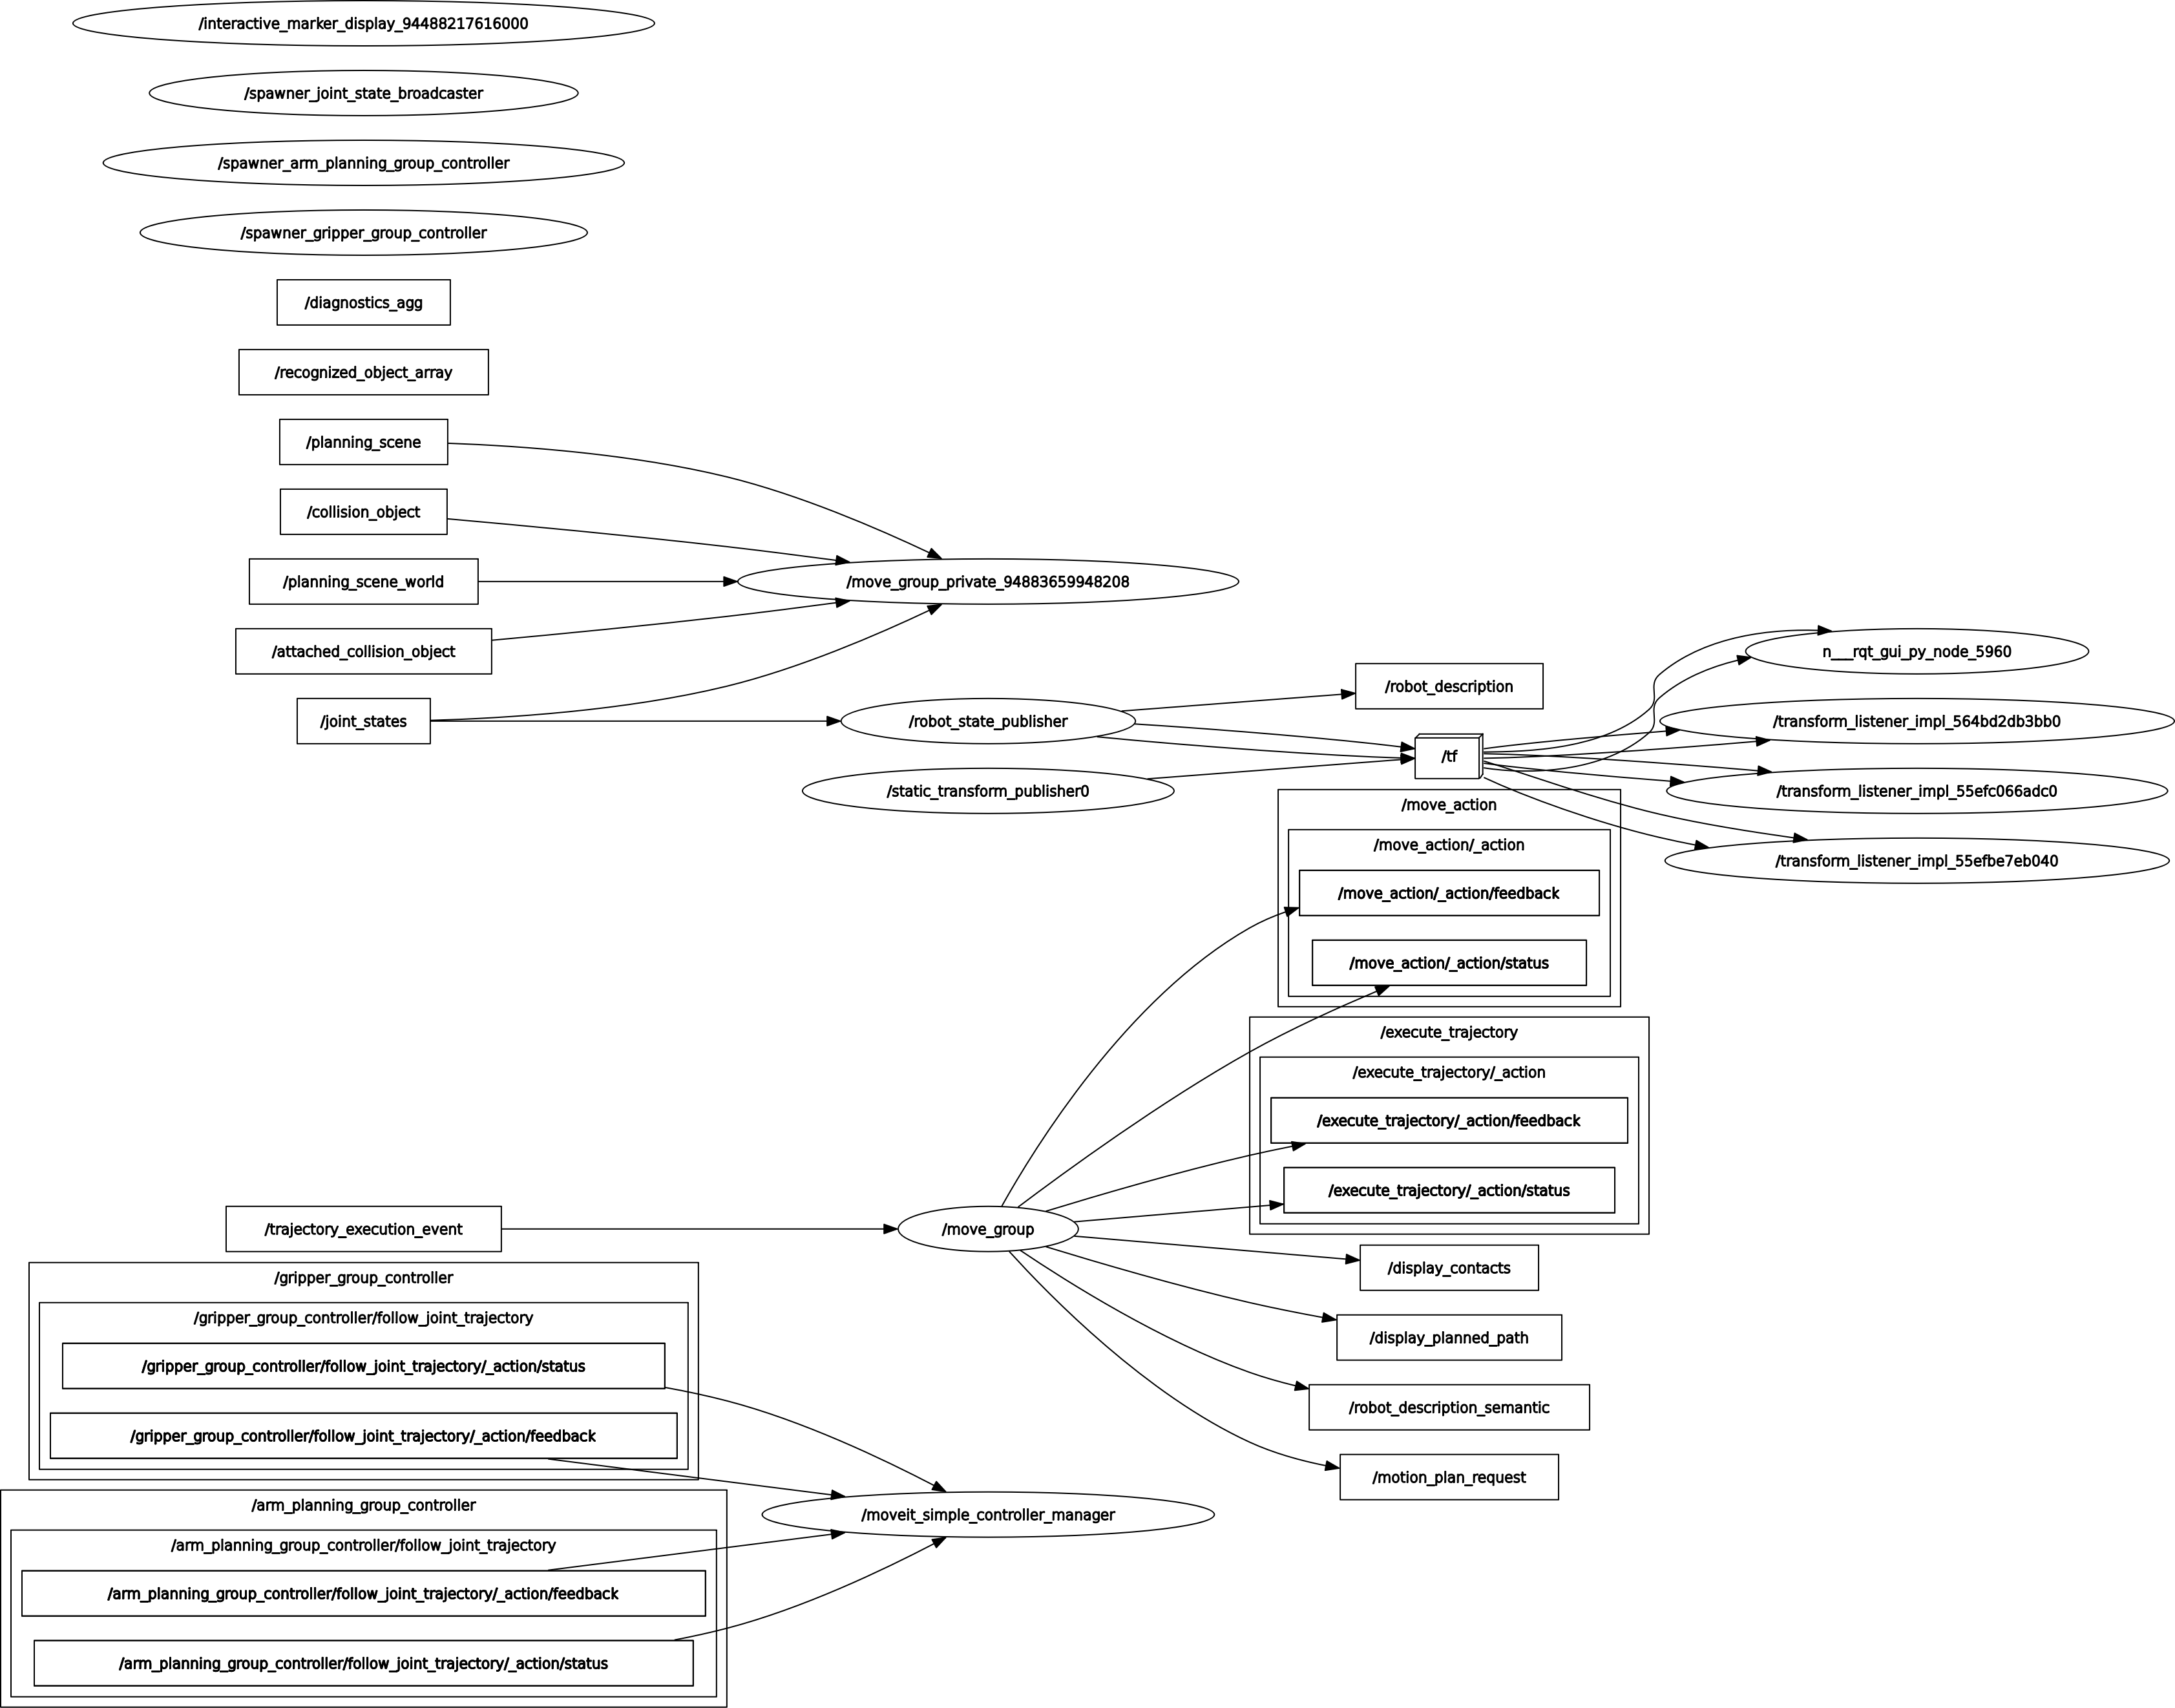 /interactive_marker_display_94488217616000
/spawner_joint_state_broadcaster
/spawner_arm_planning_group_controller
/spawner_gripper_group_controller
/diagnostics_agg
/recognized_object_array
/planning_scene
/collision_object
/planning_scene_world
/attached_collision_object
/joint_states
/move_group_private_94883659948208
/robot_state_publisher
/static_transform_publisher0
/robot_description
/tf
n___rqt_gui_py_node_5960
/transform_listener_impl_564bd2db3bb0
/transform_listener_impl_55efc066adc0
/transform_listener_impl_55efbe7eb040
/move_action
/move_action/_action
/move_action/_action/feedback
/move_action/_action/status
/execute_trajectory
/execute_trajectory/_action
/execute_trajectory/_action/feedback
/execute_trajectory/_action/status
/trajectory_execution_event
/move_group
/display_contacts
/display_planned_path
/robot_description_semantic
/motion_plan_request
/gripper_group_controller
/gripper_group_controller/follow_joint_trajectory
/gripper_group_controller/follow_joint_trajectory/_action/status
/gripper_group_controller/follow_joint_trajectory/_action/feedback
/moveit_simple_controller_manager
/arm_planning_group_controller
/arm_planning_group_controller/follow_joint_trajectory
/arm_planning_group_controller/follow_joint_trajectory/_action/feedback
/arm_planning_group_controller/follow_joint_trajectory/_action/status